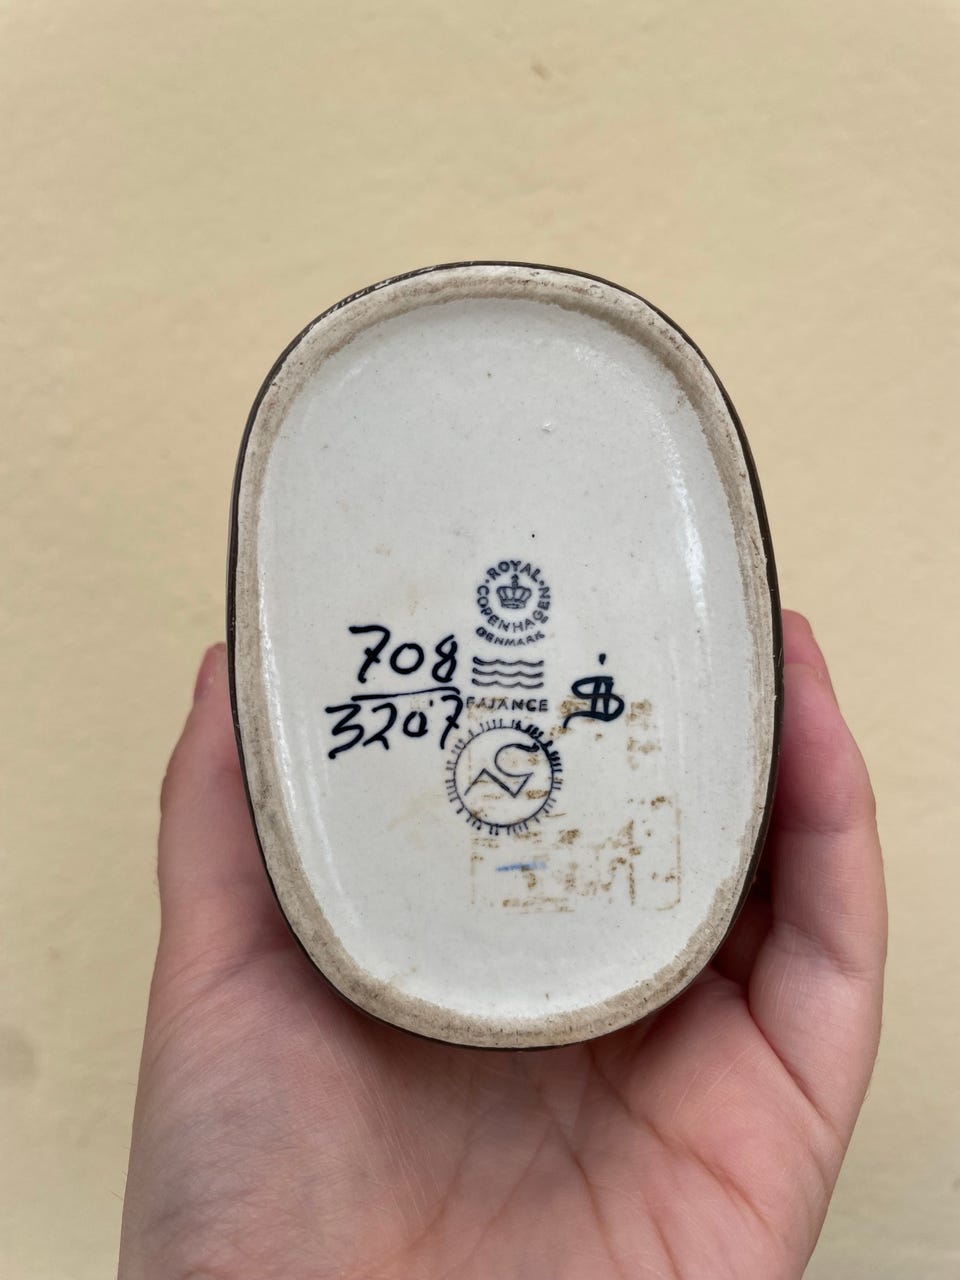 ROYAL
COPENHAGEN
DENMARK
708
3207
FAJANCE